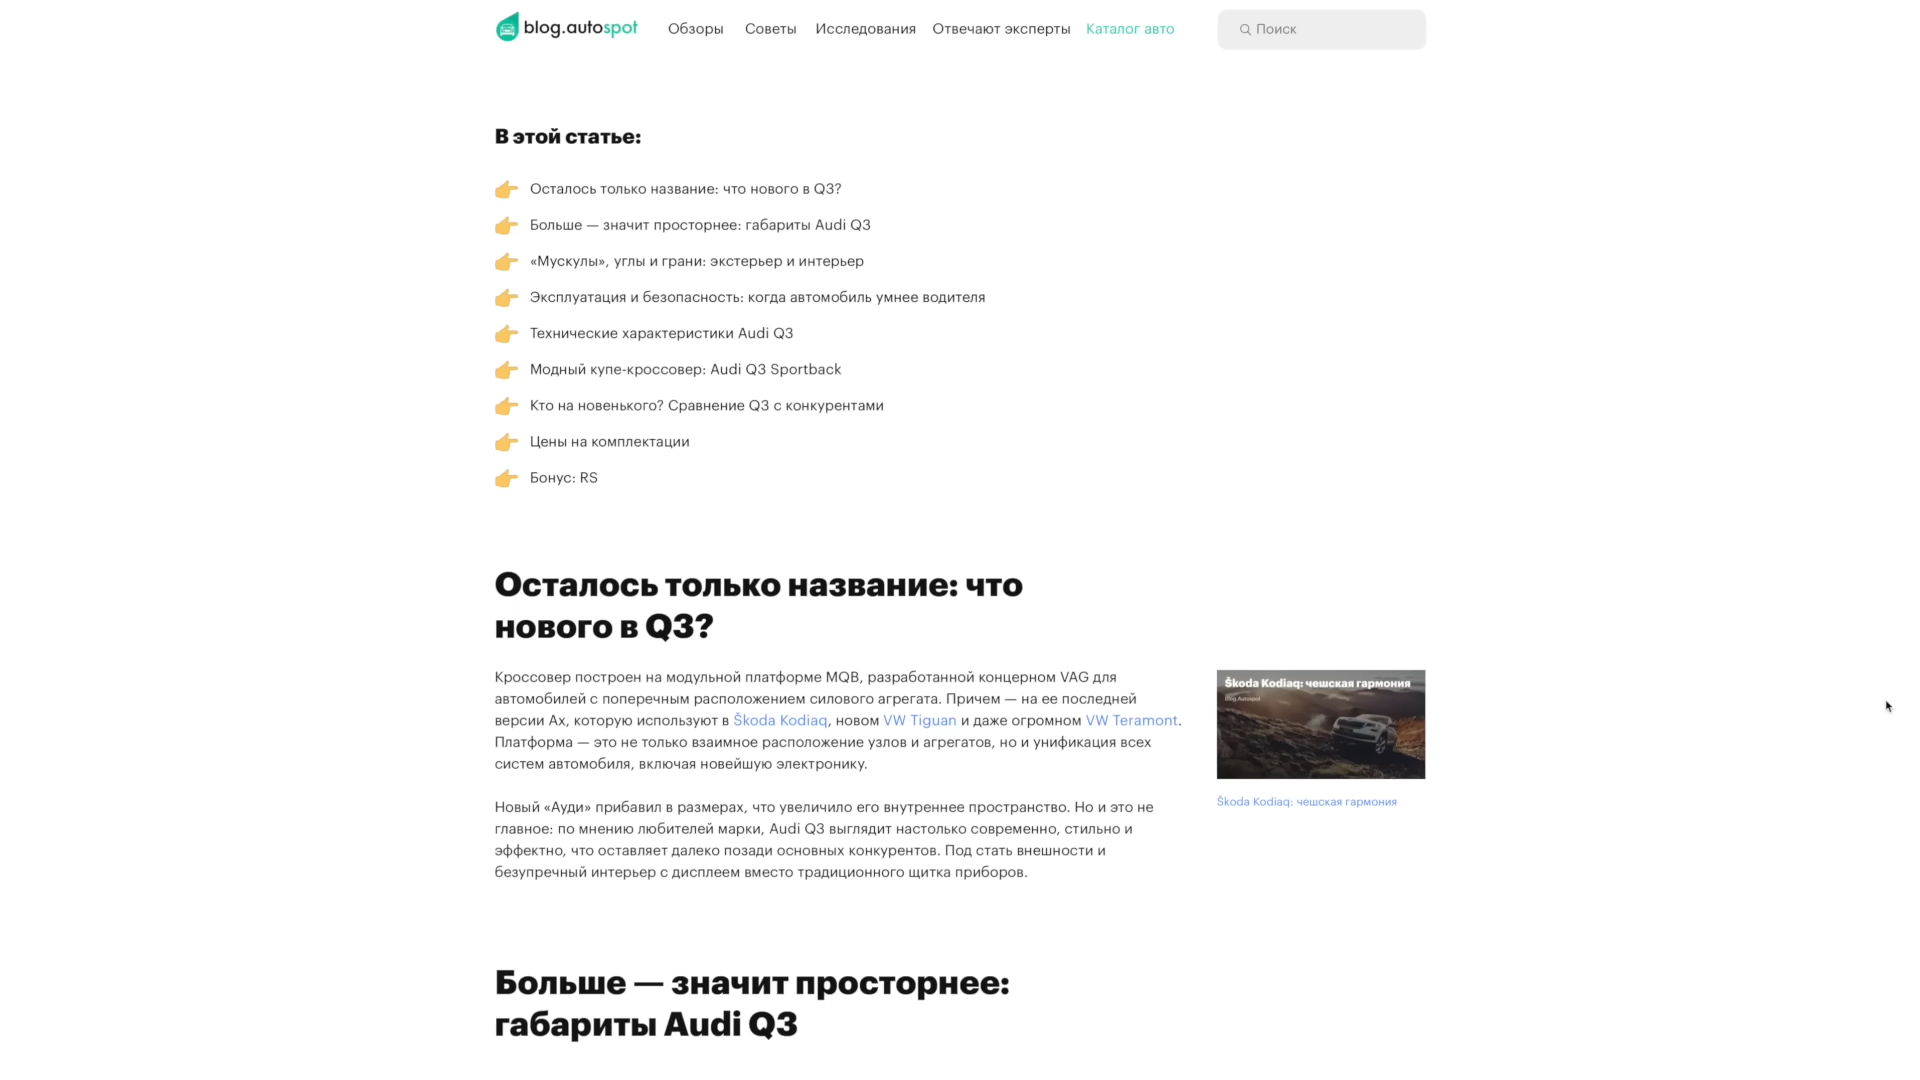 blog.autospot Обзоры Советы Исследования Отвечают эксперты Каталог авто Поиск
В этой статье:
Осталось только название: что нового в Q3?
Больше — значит просторнее: габариты Audi Q3
«Мускулы», углы и грани: экстерьер и интерьер
Эксплуатация и безопасность: когда автомобиль умнее водителя
Технические характеристики Audi Q3
Модный купе-кроссовер: Audi Q3 Sportback
Кто на новенького? Сравнение Q3 с конкурентами
Цены на комплектации
Бонус: RS
Осталось только название: что
нового в Q3?
Кроссовер построен на модульной платформе MQB, разработанной концерном VAG для
автомобилей с поперечным расположением силового агрегата. Причем — на ее последней
версии Ax, которую используют в Škoda Kodiaq, новом VW Tiguan и даже огромном VW Teramont.
Платформа — это не только взаимное расположение узлов и агрегатов, но и унификация всех
систем автомобиля, включая новейшую электронику.
Новый «Ауди» прибавил в размерах, что увеличило его внутреннее пространство. Но и это не
главное: по мнению любителей марки, Audi Q3 выглядит настолько современно, стильно и
эффектно, что оставляет далеко позади основных конкурентов. Под стать внешности и
безупречный интерьер с дисплеем вместо традиционного щитка приборов.
Škoda Kodiaq: чешская гармония
Blog.Autospot
Škoda Kodiaq: чешская гармония
Больше — значит просторнее:
габариты Audi Q3